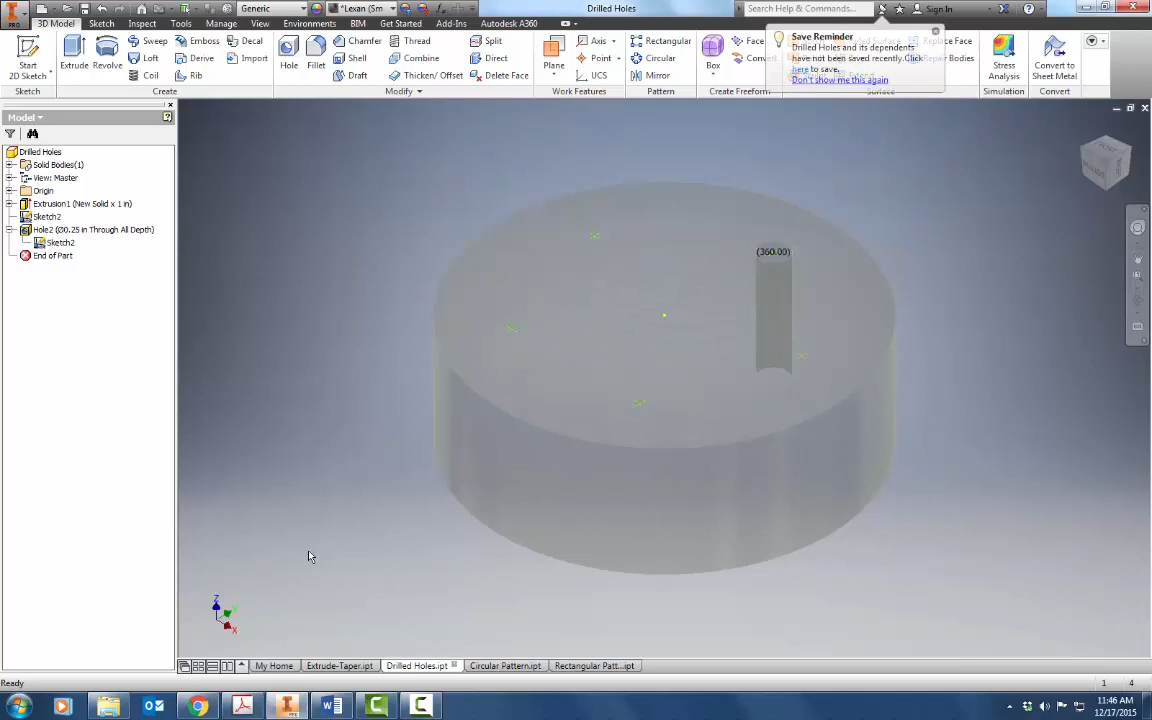 PRO
Generic
*Lexan (Sm
Drilled Holes
Search Help & Commands...
Sign In
3D Model
Sketch
Inspect
Tools
Manage
View
Environments
BIM
Get Started
Add-Ins
Autodesk A360
Start
2D Sketch
Sketch
Extrude
Revolve
Sweep
Loft
Coil
Emboss
Derive
Rib
Decal
Import
Create
Hole
Fillet
Chamfer
Shell
Draft
Thread
Combine
Thicken/ Offset
Split
Direct
Delete Face
Modify
Plane
Axis
Point
UCS
Work Features
Rectangular
Circular
Mirror
Pattern
Box
Face
Convert
Create Freeform
Save Reminder
Drilled Holes and its dependents
have not been saved recently.Click
here to save.
Don't show me this again
Surface
Stress
Analysis
Simulation
Convert to
Sheet Metal
Convert
Model
Drilled Holes
Solid Bodies(1)
View: Master
Origin
Extrusion1 (New Solid x 1 in)
Sketch2
Hole2 (Ø0.25 in Through All Depth)
Sketch2
End of Part
(360.00)
Z
X
My Home
Extrude-Taper.ipt
Drilled Holes.ipt
Circular Pattern.ipt
Rectangular Patt...ipt
Ready
1
4
11:46 AM
12/17/2015